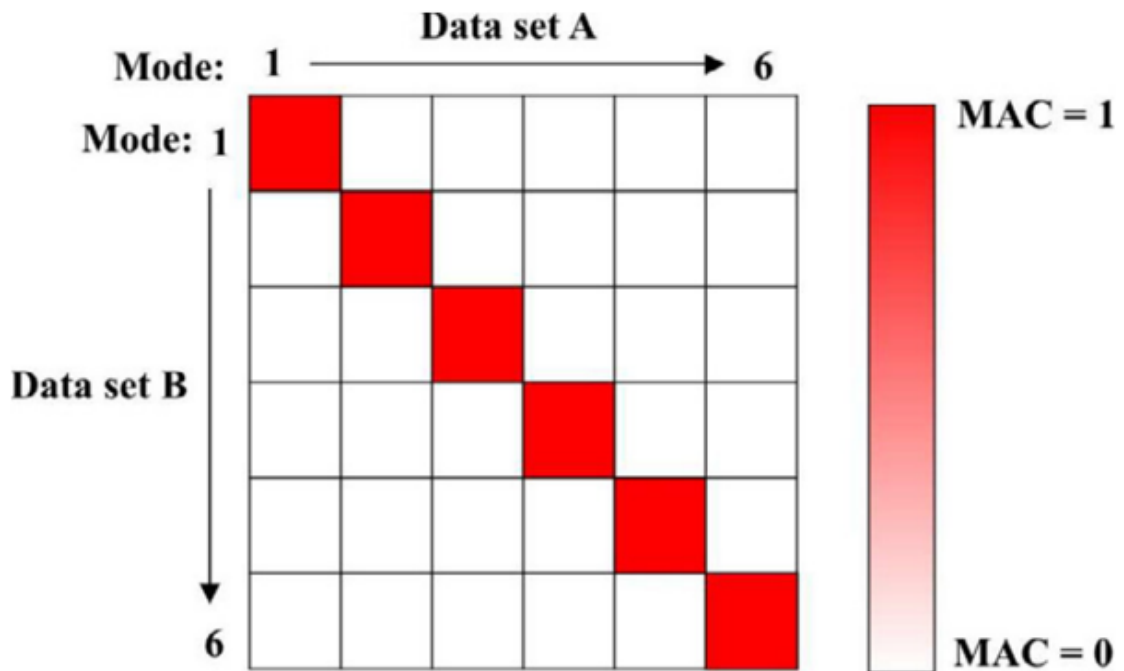 Data set A
Mode: 1 6
Mode: 1
Data set B
6
MAC = 1
MAC = 0